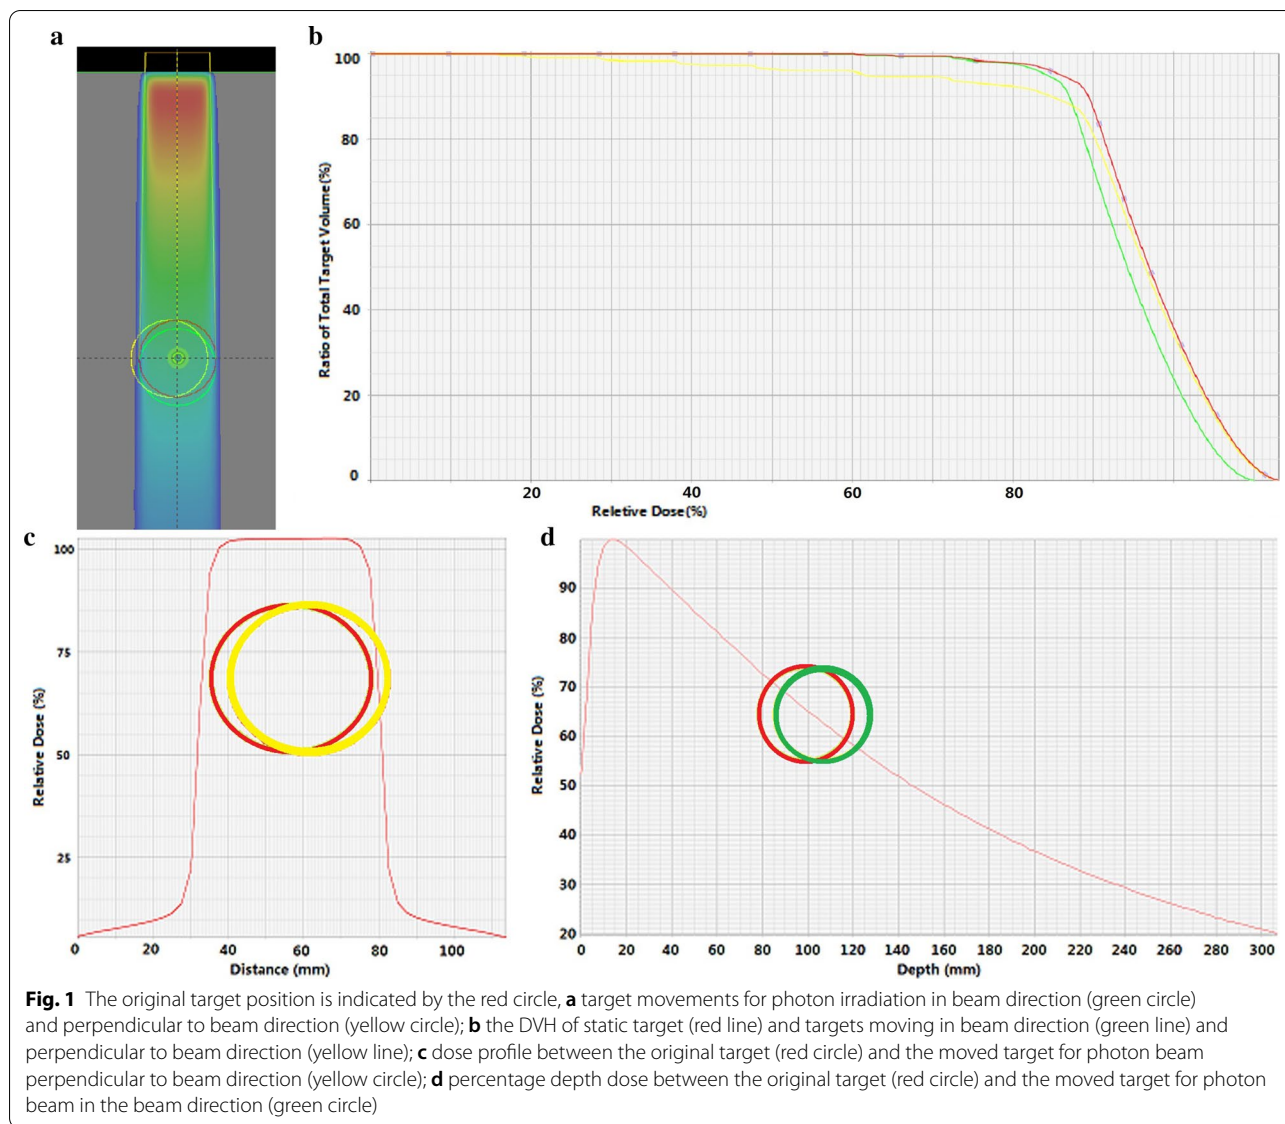 a
b
100
80
60
40
20
0
Ratio of Total Target Volume(%)
20 40 60 80
Reletive Dose(%)
c
100
75
50
25
Relative Dose (%)
0 20 40 60 80 100
Distance (mm)
d
90
80
70
60
50
40
30
20
Relative Dose (%)
0 20 40 60 80 100 120 140 160 180 200 220 240 260 280 300
Depth (mm)
Fig. 1 The original target position is indicated by the red circle, a target movements for photon irradiation in beam direction (green circle)
and perpendicular to beam direction (yellow circle); b the DVH of static target (red line) and targets moving in beam direction (green line) and
perpendicular to beam direction (yellow line); c dose profile between the original target (red circle) and the moved target for photon beam
perpendicular to beam direction (yellow circle); d percentage depth dose between the original target (red circle) and the moved target for photon
beam in the beam direction (green circle)